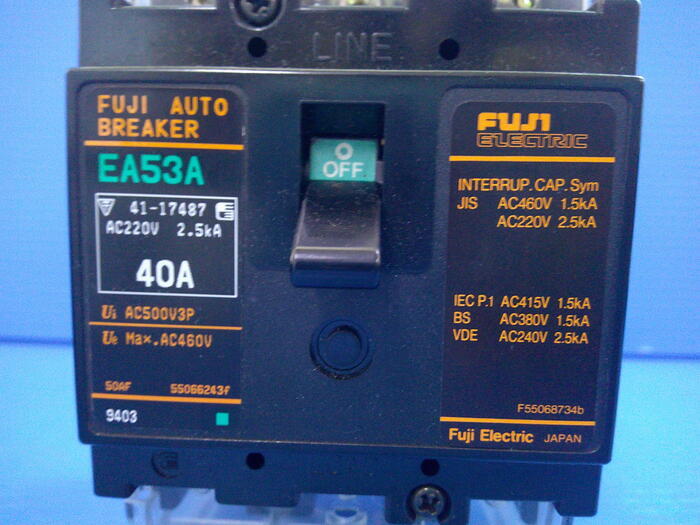 LINE
FUJI AUTO
BREAKER
EA53A
41-17487
AC220V 2.5kA
40A
Ui AC500V3P
Ue Max.AC460V
50AF 55066243f
9403
OFF
FUJI
ELECTRIC
INTERRUP. CAP. Sym
JIS AC460V 1.5kA
AC220V 2.5kA
IEC P.1 AC415V 1.5kA
BS AC380V 1.5kA
VDE AC240V 2.5kA
F55068734b
Fuji Electric JAPAN